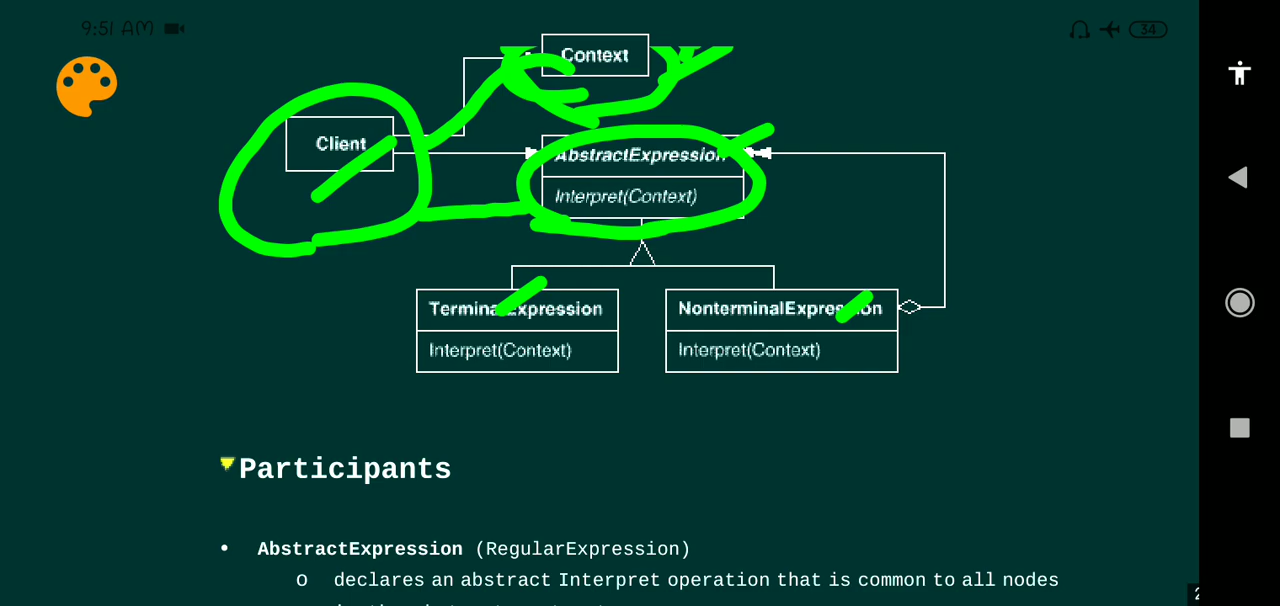 9:51 AM
34
Context
Client
AbstractExpression
Interpret(Context)
TerminalExpression
NonterminalExpression
Interpret(Context)
Interpret(Context)
Participants
• AbstractExpression (RegularExpression)
o declares an abstract Interpret operation that is common to all nodes